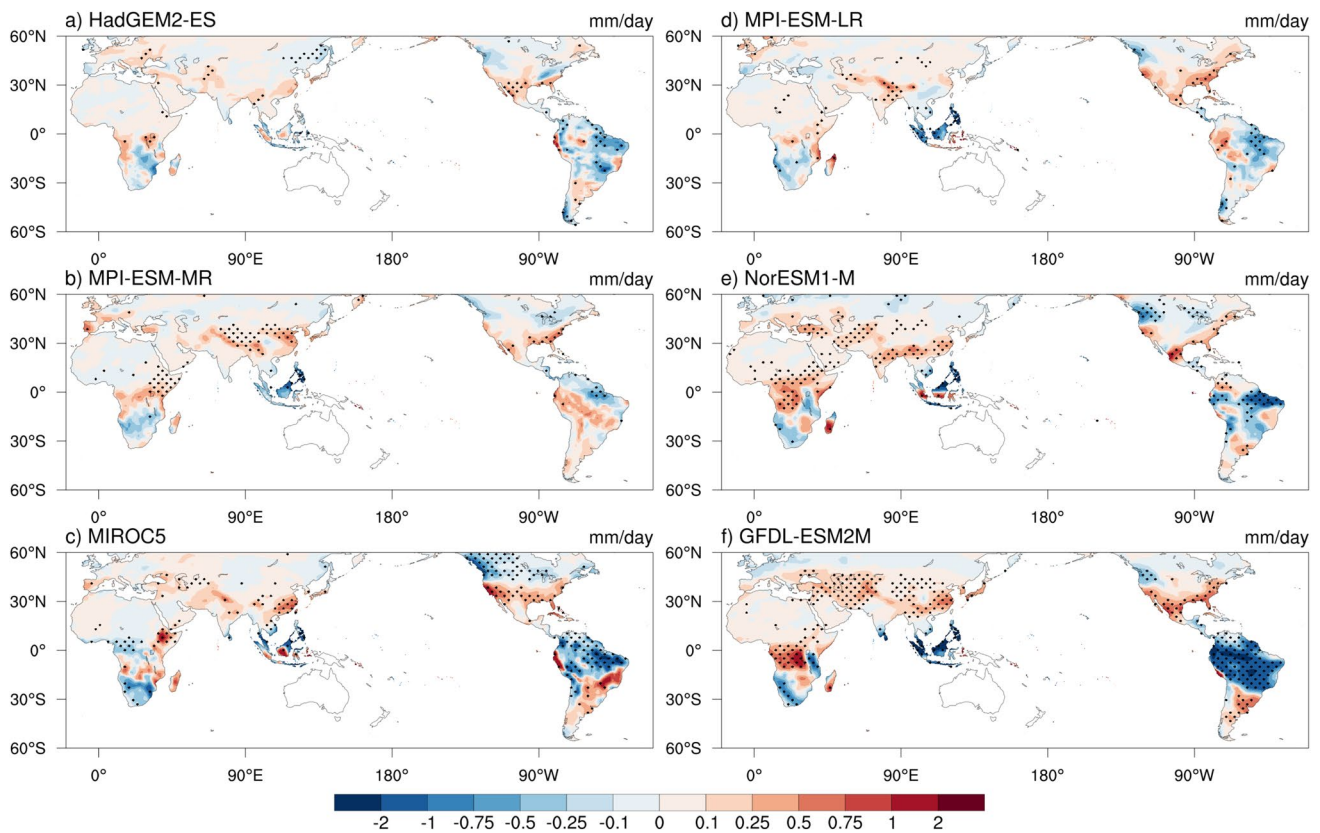 a) HadGEM2-ES mm/day
60°N
30°N
0°
30°S
60°S
0° 90°E 180° 90°W
d) MPI-ESM-LR mm/day
60°N
30°N
0°
30°S
60°S
0° 90°E 180° 90°W
b) MPI-ESM-MR mm/day
60°N
30°N
0°
30°S
60°S
0° 90°E 180° 90°W
e) NorESM1-M mm/day
60°N
30°N
0°
30°S
60°S
0° 90°E 180° 90°W
c) MIROC5 mm/day
60°N
30°N
0°
30°S
60°S
0° 90°E 180° 90°W
f) GFDL-ESM2M mm/day
60°N
30°N
0°
30°S
60°S
0° 90°E 180° 90°W
-2 -1 -0.75 -0.5 -0.25 -0.1 0 0.1 0.25 0.5 0.75 1 2